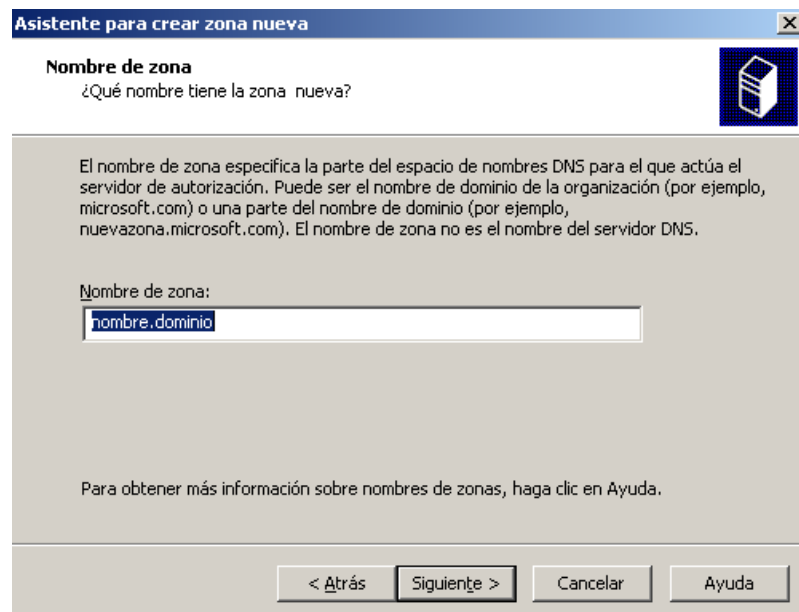 Asistente para crear zona nueva
Nombre de zona
¿Qué nombre tiene la zona nueva?
El nombre de zona especifica la parte del espacio de nombres DNS para el que actúa el
servidor de autorización. Puede ser el nombre de dominio de la organización (por ejemplo,
microsoft.com) o una parte del nombre de dominio (por ejemplo,
nuevazona.microsoft.com). El nombre de zona no es el nombre del servidor DNS.
Nombre de zona:
nombre.dominio
Para obtener más información sobre nombres de zonas, haga clic en Ayuda.
< Atrás Siguiente > Cancelar Ayuda